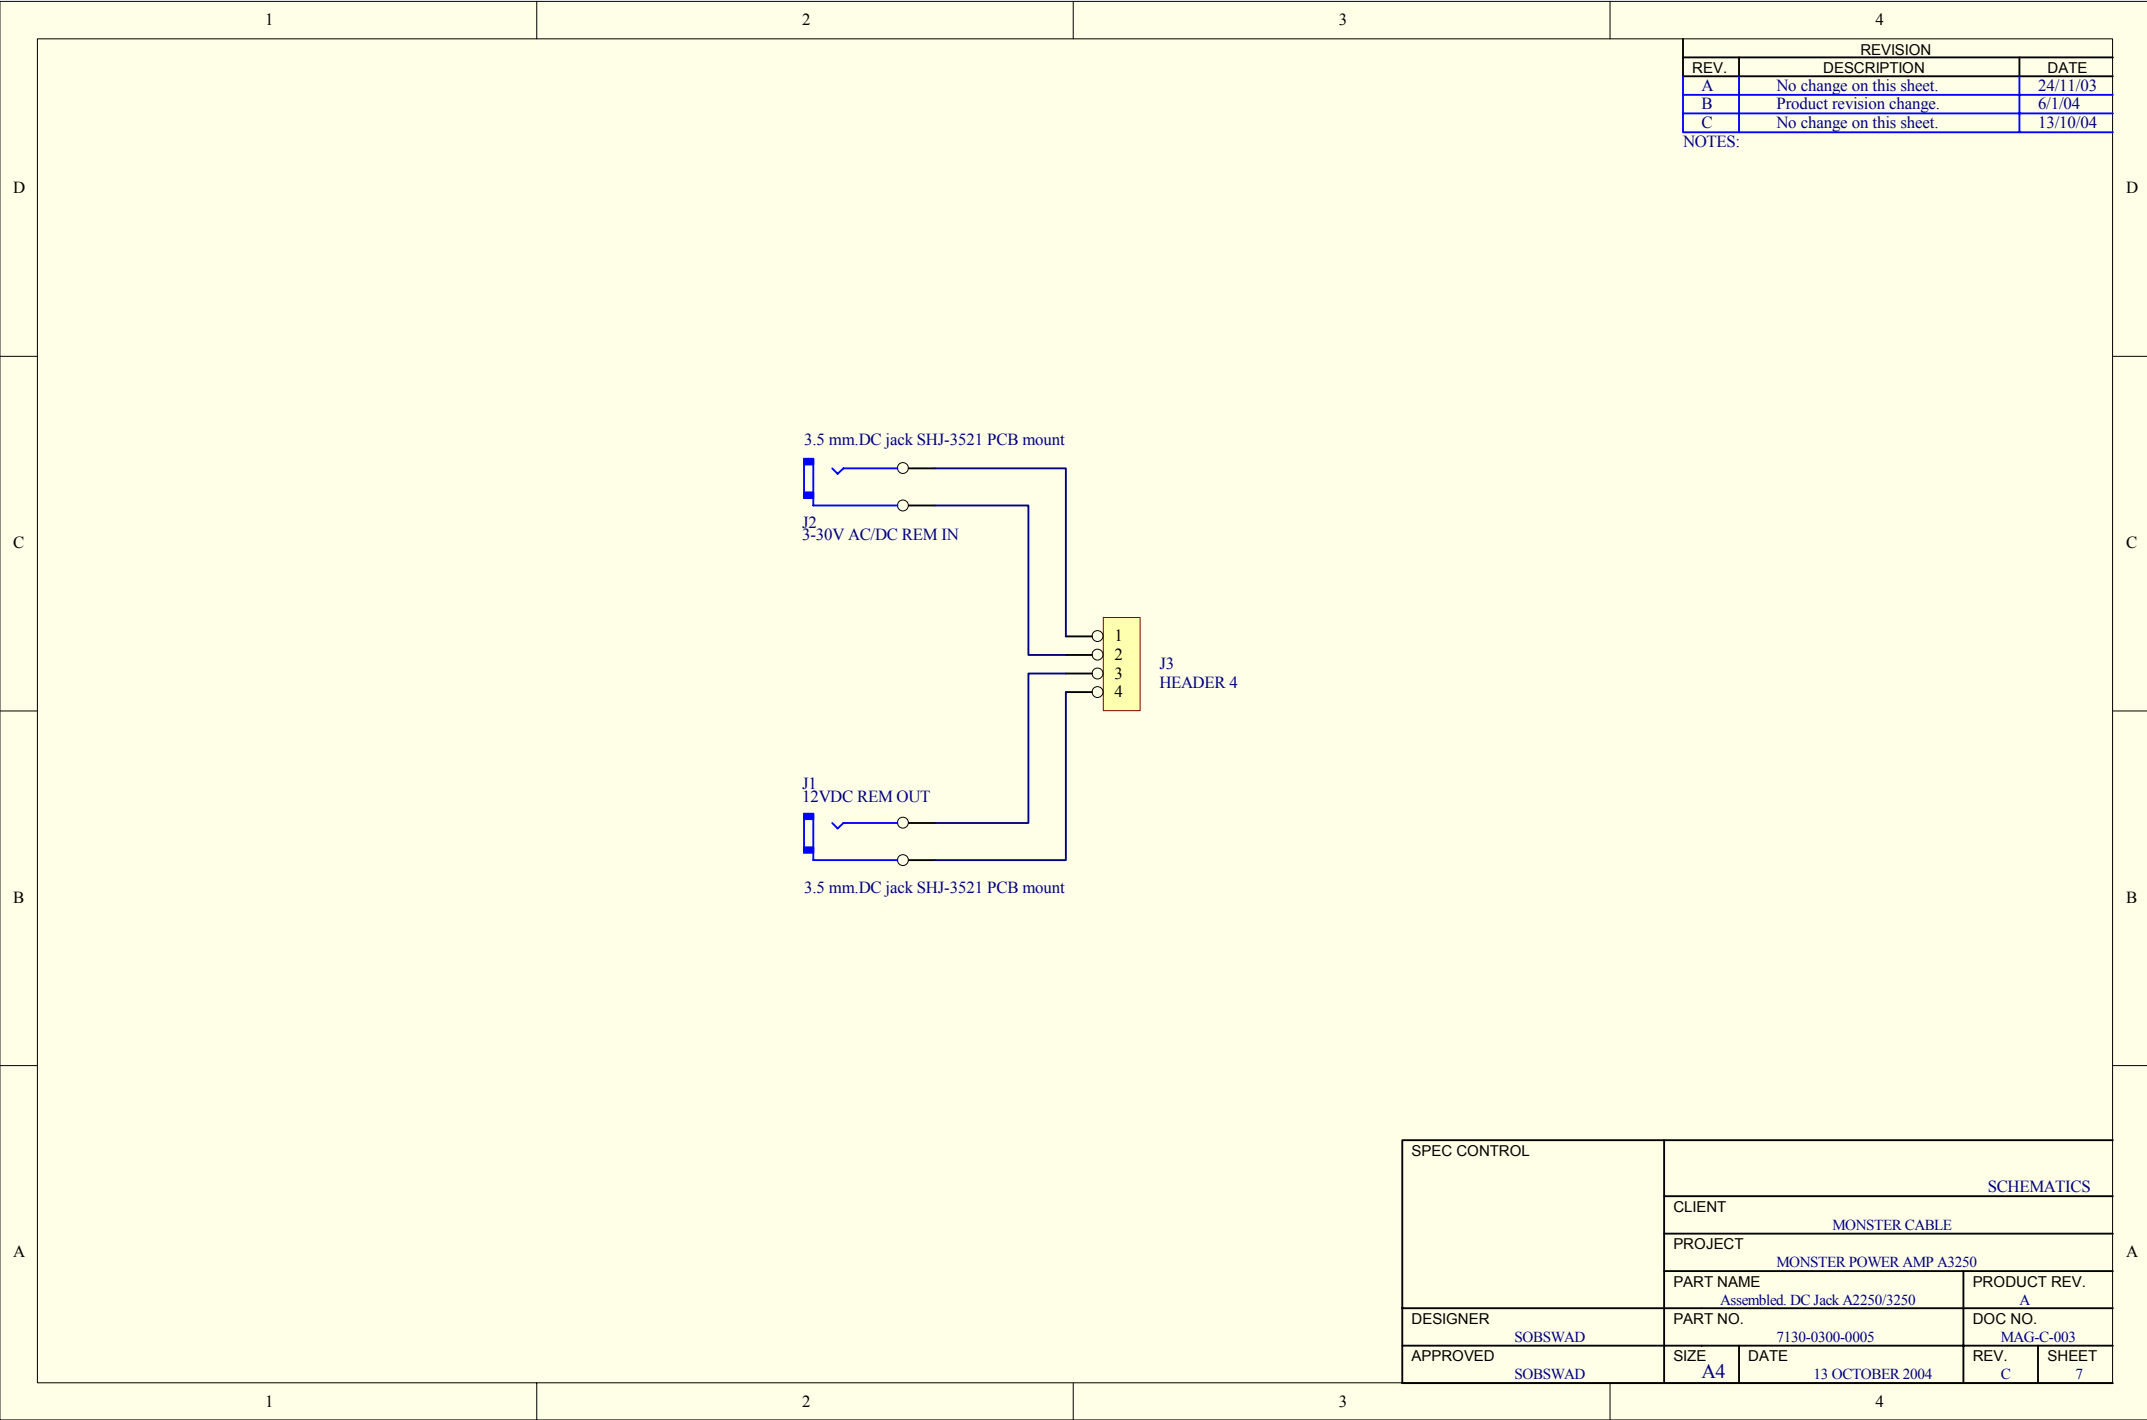 1 2 3 4
REVISION
REV. DESCRIPTION DATE
A No change on this sheet. 24/11/03
B Product revision change. 6/1/04
C No change on this sheet. 13/10/04
NOTES:
D D
3.5 mm.DC jack SHJ-3521 PCB mount
J2
3-30V AC/DC REM IN
C C
1
2
3
4
J3
HEADER 4
J1
12VDC REM OUT
3.5 mm.DC jack SHJ-3521 PCB mount
B B
SPEC CONTROL
SCHEMATICS
CLIENT
MONSTER CABLE
PROJECT
MONSTER POWER AMP A3250
A A
PART NAME PRODUCT REV.
Assembled. DC Jack A2250/3250 A
DESIGNER PART NO. DOC NO.
SOBSWAD 7130-0300-0005 MAG-C-003
APPROVED SIZE DATE REV. SHEET
SOBSWAD A4 13 OCTOBER 2004 C 7
1 2 3 4